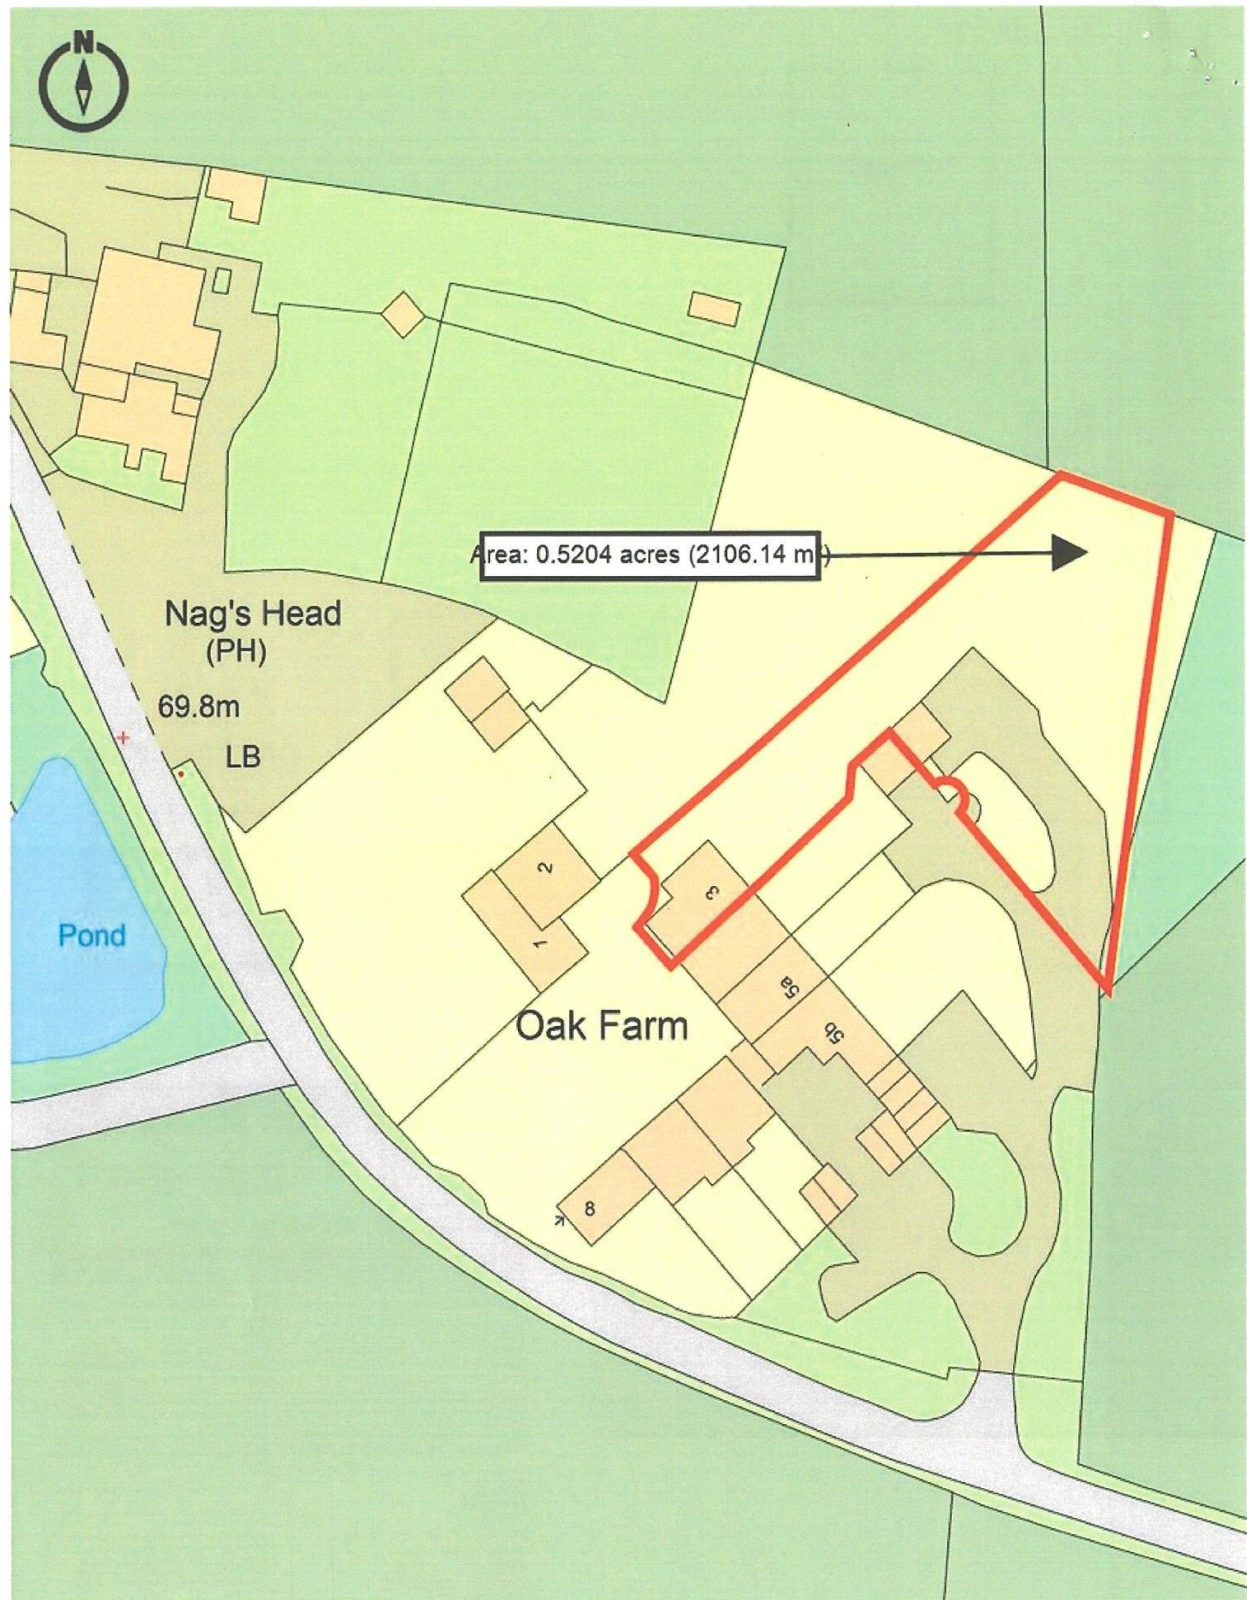 N
Area: 0.5204 acres (2106.14 m²)
Nag's Head
(PH)
69.8m
LB
2
3
1
Pond
5a
Oak Farm
5b
8